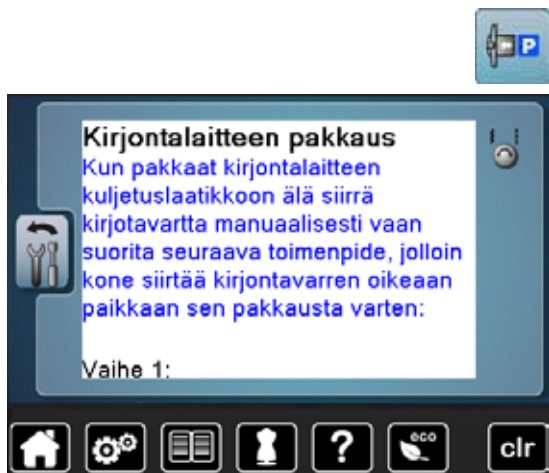 P
Kirjontalaitteen pakkaus
Kun pakkaat kirjontalaitteen
kuljetuslaatikkoon älä siirrä
kirjotavartta manuaalisesti vaan
suorita seuraava toimenpide, jolloin
kone siirtää kirjontavarren oikeaan
paikkaan sen pakkausta varten:
Vaihe 1:
? eco clr